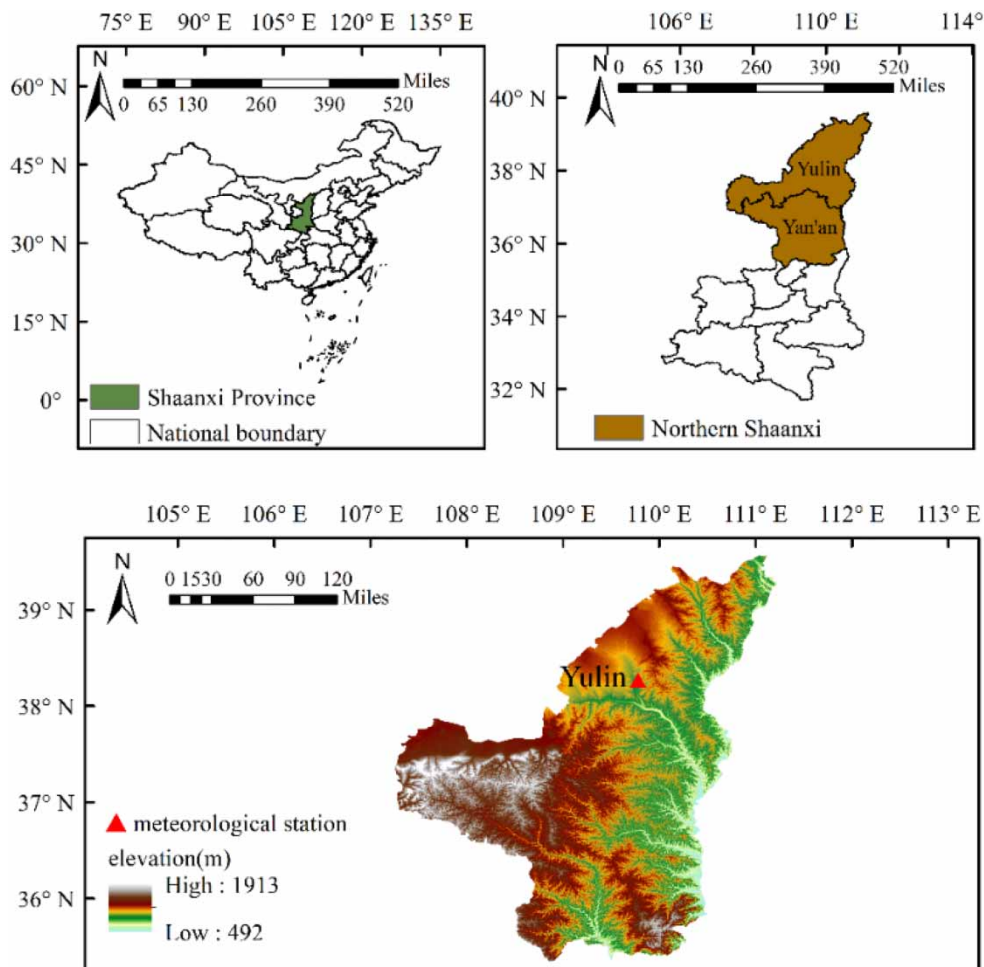 75° E 90° E 105° E 120° E 135° E
N
Miles
0 65 130 260 390 520
60° N
45° N
30° N
15° N
0°
Shaanxi Province
National boundary
106° E 110° E 114°
N
Miles
0 65 130 260 390 520
40° N
38° N
36° N
34° N
32° N
Yulin
Yan'an
Northern Shaanxi
105° E 106° E 107° E 108° E 109° E 110° E 111° E 112° E 113° E
N
0 1530 60 90 120
Miles
39° N
38° N
37° N
36° N
Yulin
meteorological station
elevation(m)
High : 1913
Low : 492